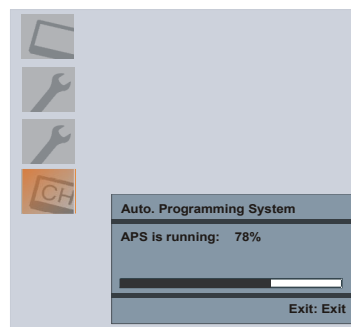 CH
Auto. Programming System
APS is running: 78%
Exit: Exit